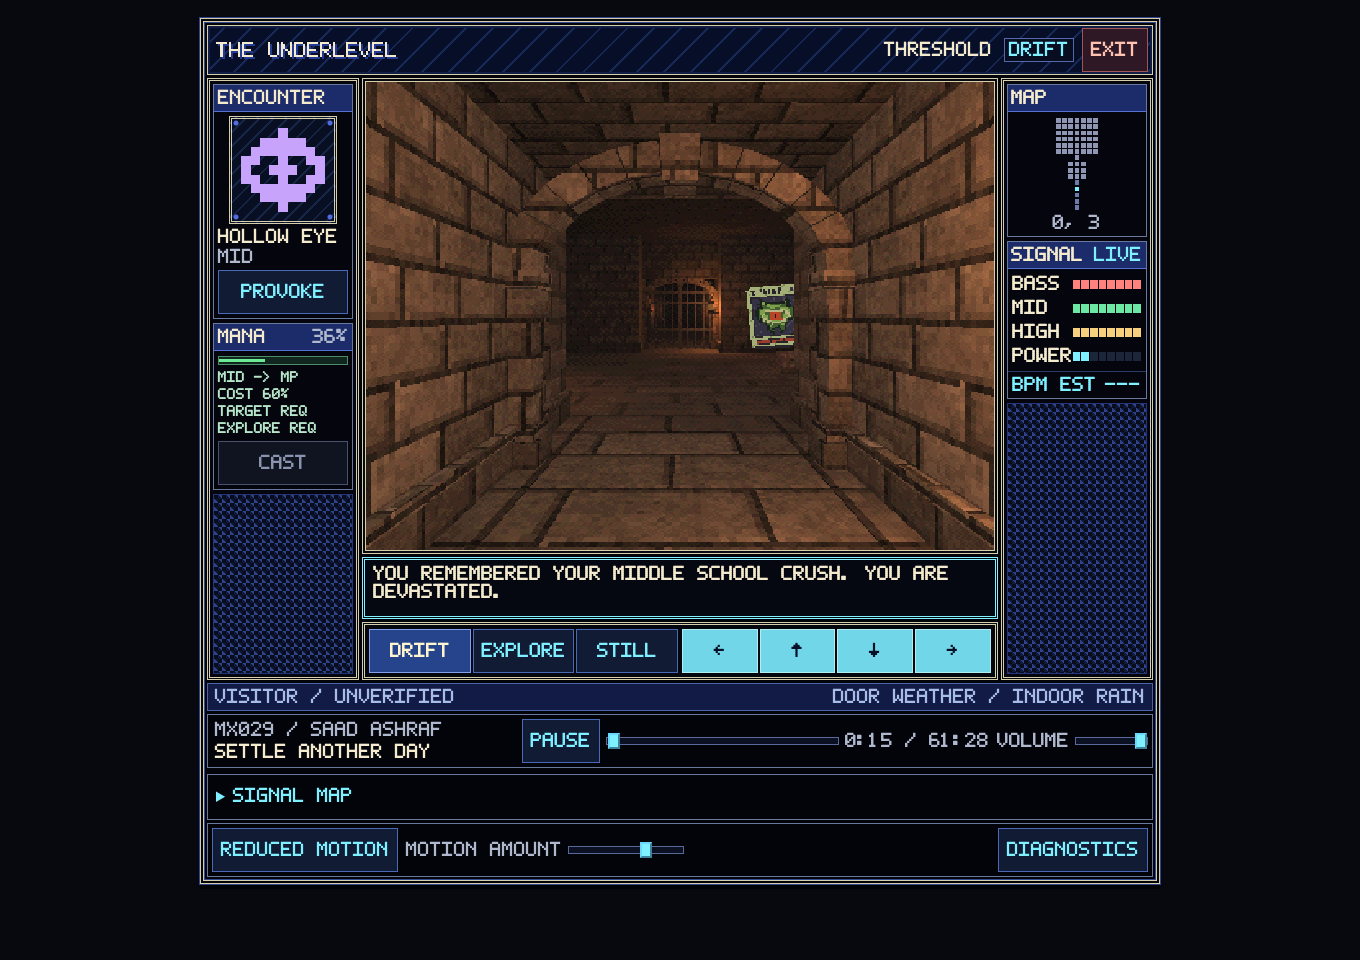 THE UNDERLEVEL
THRESHOLD DRIFT EXIT
ENCOUNTER
HOLLOW EYE
MID
PROVOKE
MANA 36%
MID -> MP
COST 60%
TARGET REQ
EXPLORE REQ
CAST
MAP
0, 3
SIGNAL LIVE
BASS
MID
HIGH
POWER
BPM EST ---
YOU REMEMBERED YOUR MIDDLE SCHOOL CRUSH. YOU ARE
DEVASTATED.
DRIFT EXPLORE STILL ← ↑ ↓ →
VISITOR / UNVERIFIED DOOR WEATHER / INDOOR RAIN
MX029 / SAAD ASHRAF
SETTLE ANOTHER DAY
PAUSE 0:15 / 61:28 VOLUME
▶ SIGNAL MAP
REDUCED MOTION MOTION AMOUNT DIAGNOSTICS